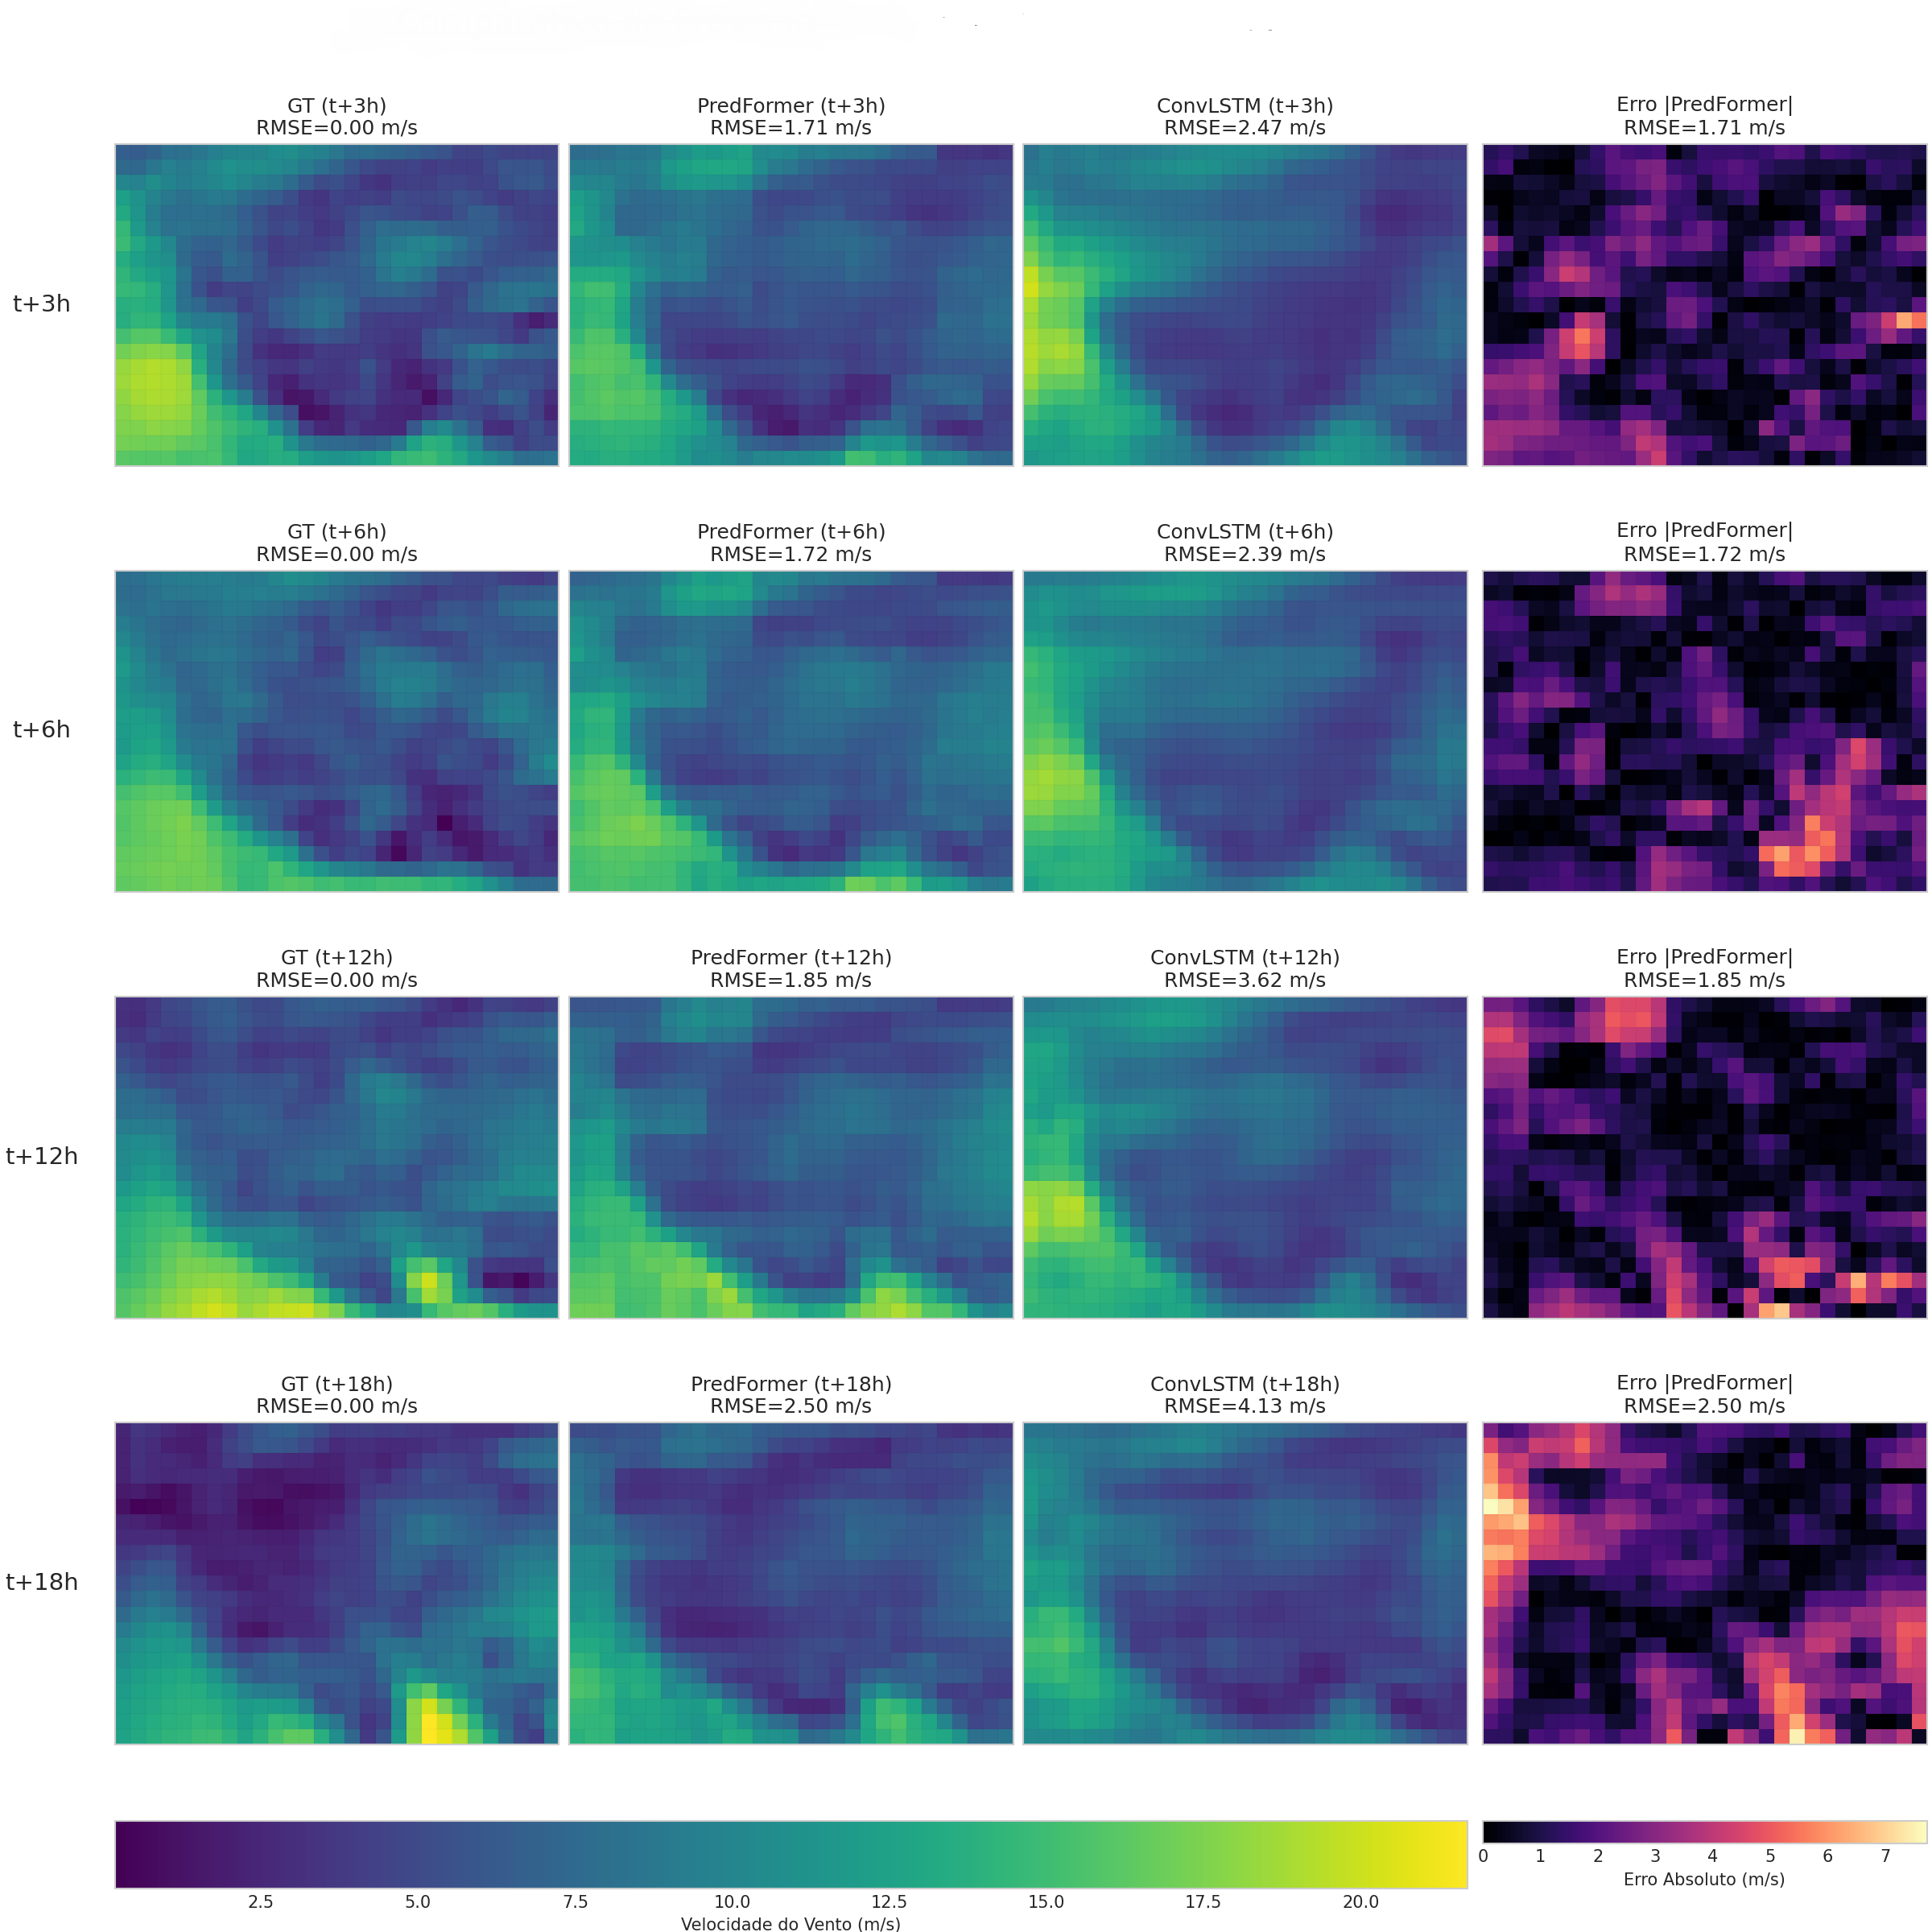 GT (t+3h)
RMSE=0.00 m/s
PredFormer (t+3h)
RMSE=1.71 m/s
ConvLSTM (t+3h)
RMSE=2.47 m/s
Erro |PredFormer|
RMSE=1.71 m/s
t+3h
GT (t+6h)
RMSE=0.00 m/s
PredFormer (t+6h)
RMSE=1.72 m/s
ConvLSTM (t+6h)
RMSE=2.39 m/s
Erro |PredFormer|
RMSE=1.72 m/s
t+6h
GT (t+12h)
RMSE=0.00 m/s
PredFormer (t+12h)
RMSE=1.85 m/s
ConvLSTM (t+12h)
RMSE=3.62 m/s
Erro |PredFormer|
RMSE=1.85 m/s
t+12h
GT (t+18h)
RMSE=0.00 m/s
PredFormer (t+18h)
RMSE=2.50 m/s
ConvLSTM (t+18h)
RMSE=4.13 m/s
Erro |PredFormer|
RMSE=2.50 m/s
t+18h
2.5 5.0 7.5 10.0 12.5 15.0 17.5 20.0
Velocidade do Vento (m/s)
0 1 2 3 4 5 6 7
Erro Absoluto (m/s)